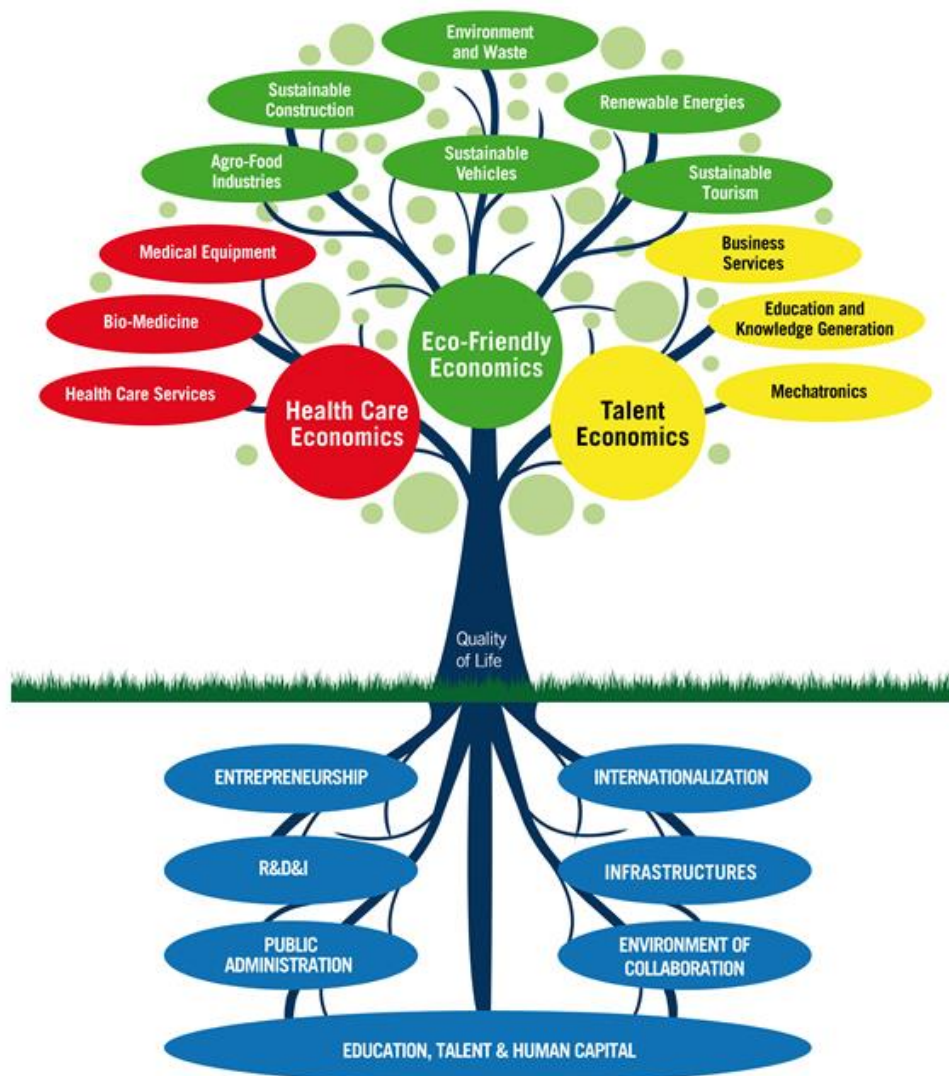 Environment
and Waste
Sustainable
Construction
Renewable Energies
Agro-Food
Industries
Sustainable
Vehicles
Sustainable
Tourism
Medical Equipment
Business
Services
Bio-Medicine
Education and
Knowledge Generation
Health Care Services
Mechatronics
Eco-Friendly
Economics
Health Care
Economics
Talent
Economics
Quality
of Life
ENTREPRENEURSHIP
INTERNATIONALIZATION
R&D&I
INFRASTRUCTURES
PUBLIC
ADMINISTRATION
ENVIRONMENT OF
COLLABORATION
EDUCATION, TALENT & HUMAN CAPITAL